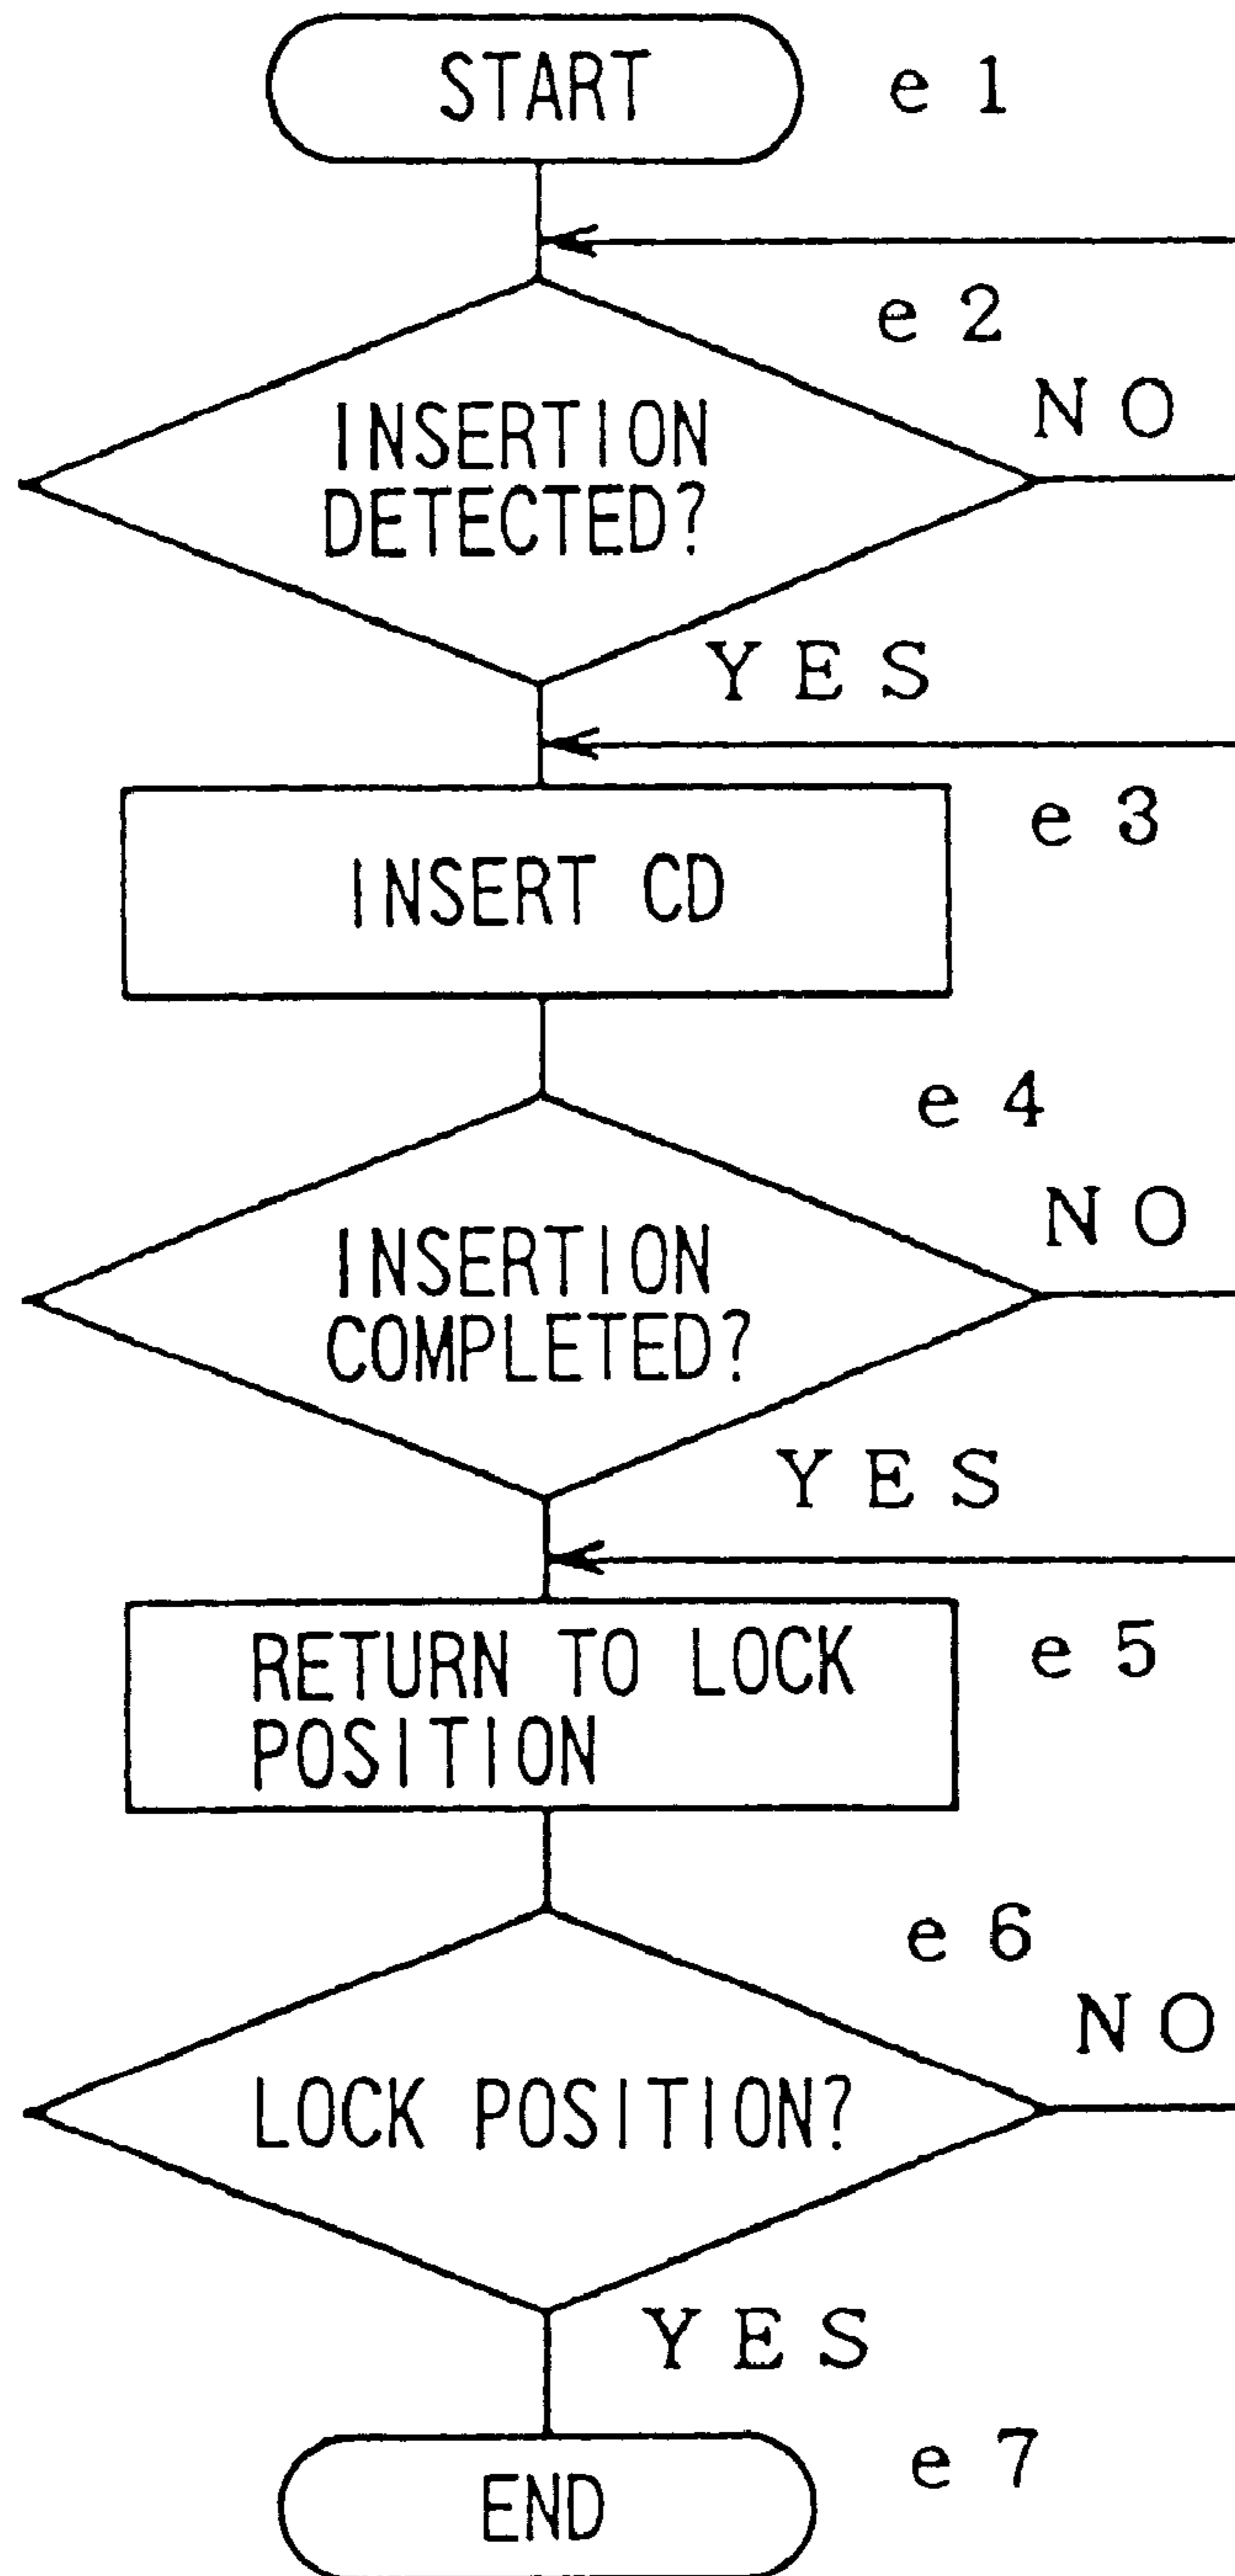 START
e 1
e 2
INSERTION
DETECTED?
NO
YES
e 3
INSERT CD
e 4
INSERTION
COMPLETED?
NO
YES
e 5
RETURN TO LOCK
POSITION
e 6
LOCK POSITION?
NO
YES
e 7
END